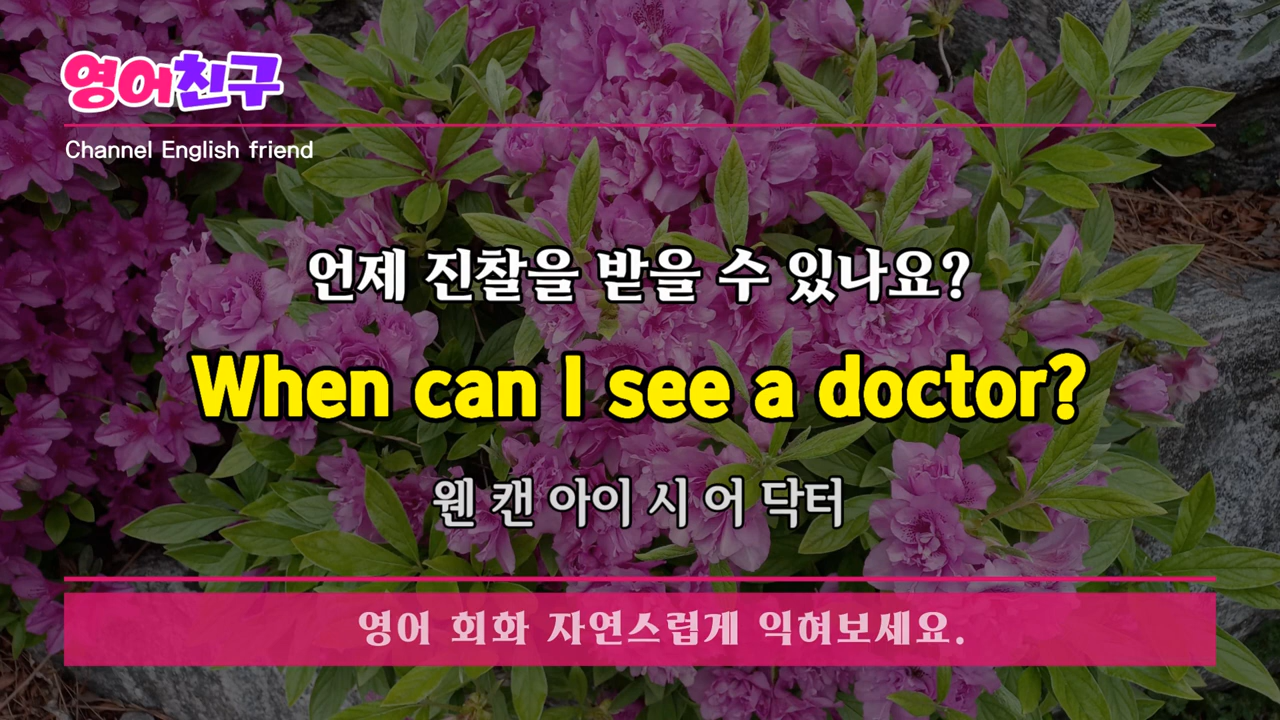 영어친구
Channel English friend
언제 진찰을 받을 수 있나요?
When can I see a doctor?
웬 캔 아이 시 어 닥터
영어 회화 자연스럽게 익혀보세요.